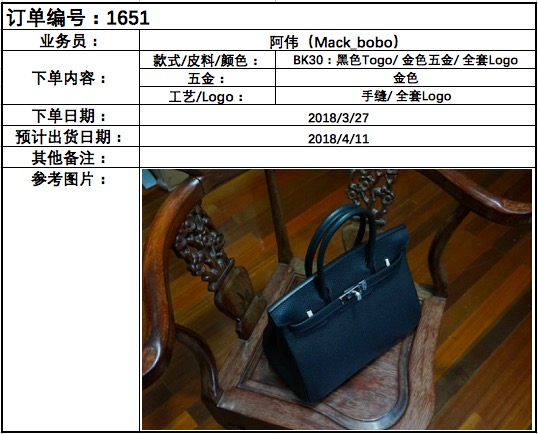 订单编号：1651
业务员： 阿伟（Mack_bobo）
下单内容： 款式/皮料/颜色： BK30：黑色Togo/ 金色五金/ 全套Logo
五金： 金色
工艺/Logo： 手缝/ 全套Logo
下单日期： 2018/3/27
预计出货日期： 2018/4/11
其他备注：
参考图片：